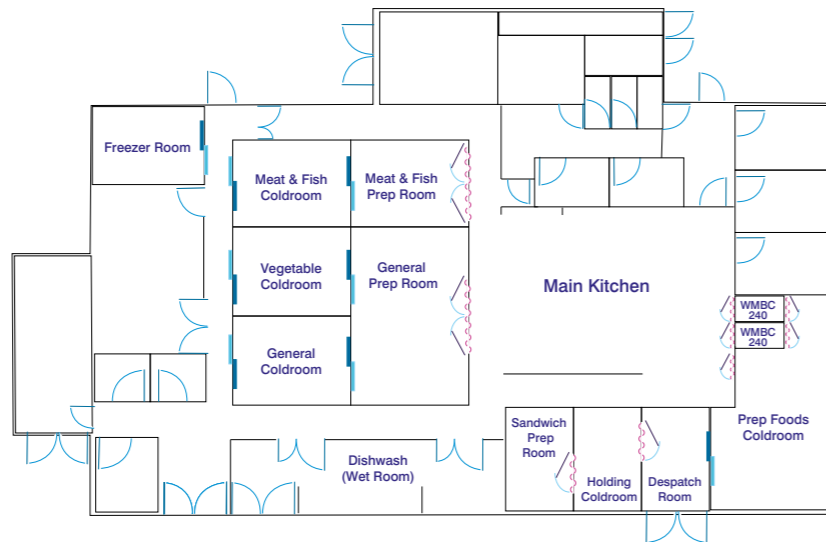 Freezer Room
Meat & Fish
Coldroom
Meat & Fish
Prep Room
Vegetable
Coldroom
General
Prep Room
Main Kitchen
General
Coldroom
WMBC
240
WMBC
240
Sandwich
Prep
Room
Holding
Coldroom
Despatch
Room
Prep Foods
Coldroom
Dishwash
(Wet Room)